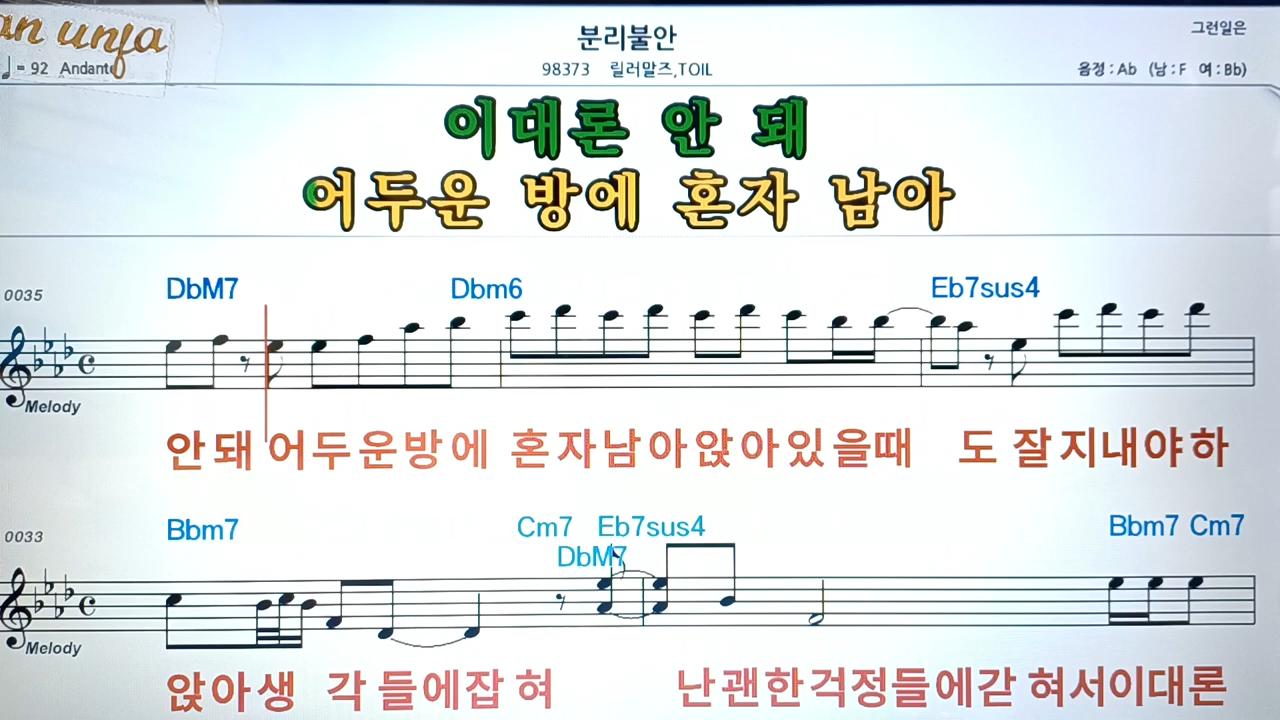 an unfa
분리불안
그런일은
♩= 92 Andante
98373 릴러말즈,TOIL
음정 : Ab (남 : F 여 : Bb)
이대론 안 돼
어두운 방에 혼자 남아
0035
DbM7 Dbm6 Eb7sus4
Melody
안돼 어두운방에 혼자남아앉아있을때 도 잘지내야하
0033
Bbm7 Cm7 Eb7sus4 Bbm7 Cm7
DbM7
Melody
앉아생 각 들에잡 혀 난괜한걱정들에갇 혀서이대론